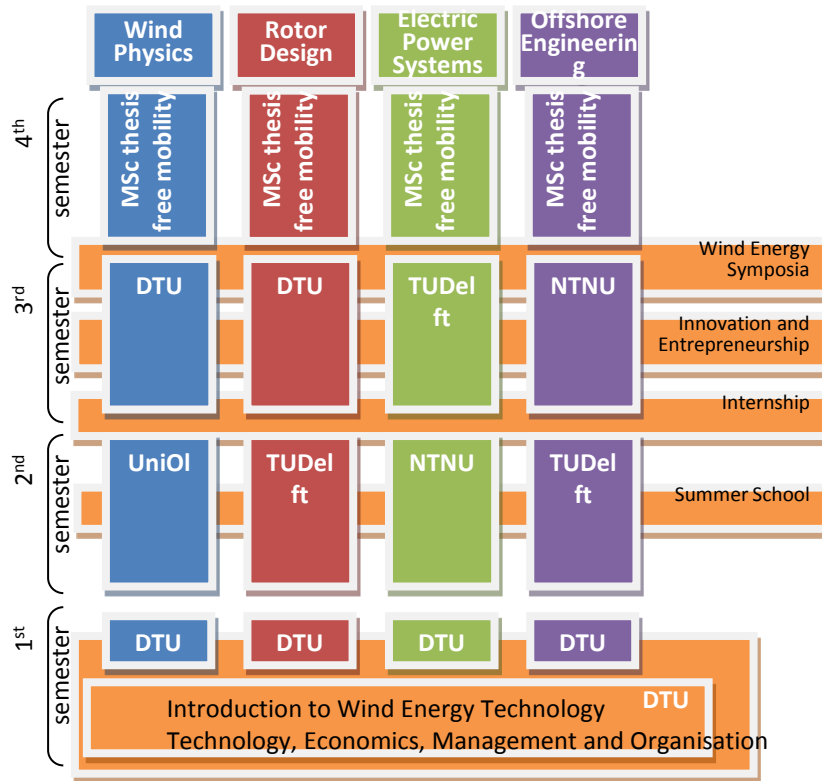 Wind
Physics
Rotor
Design
Electric
Power
Systems
Offshore
Engineerin
g
4th
semester
MSc thesis
free mobility
MSc thesis
free mobility
MSc thesis
free mobility
MSc thesis
free mobility
Wind Energy
Symposia
3rd
semester
DTU
DTU
TUDel
ft
NTNU
Innovation and
Entrepreneurship
Internship
2nd
semester
UniOl
TUDel
ft
NTNU
TUDel
ft
Summer School
1st
semester
DTU
DTU
DTU
DTU
DTU
Introduction to Wind Energy Technology
Technology, Economics, Management and Organisation